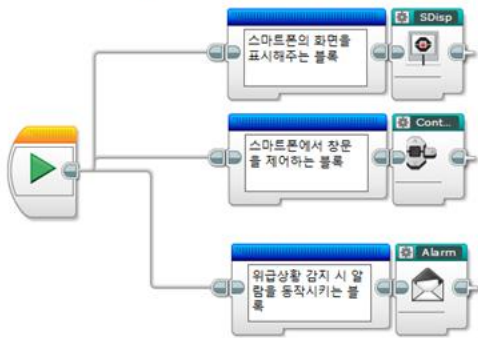 SDisp
스마트폰의 화면을
표시해주는 블록
Cont...
스마트폰에서 창문
을 제어하는 블록
Alarm
위급상황 감지 시 알
람을 동작시키는 블
록